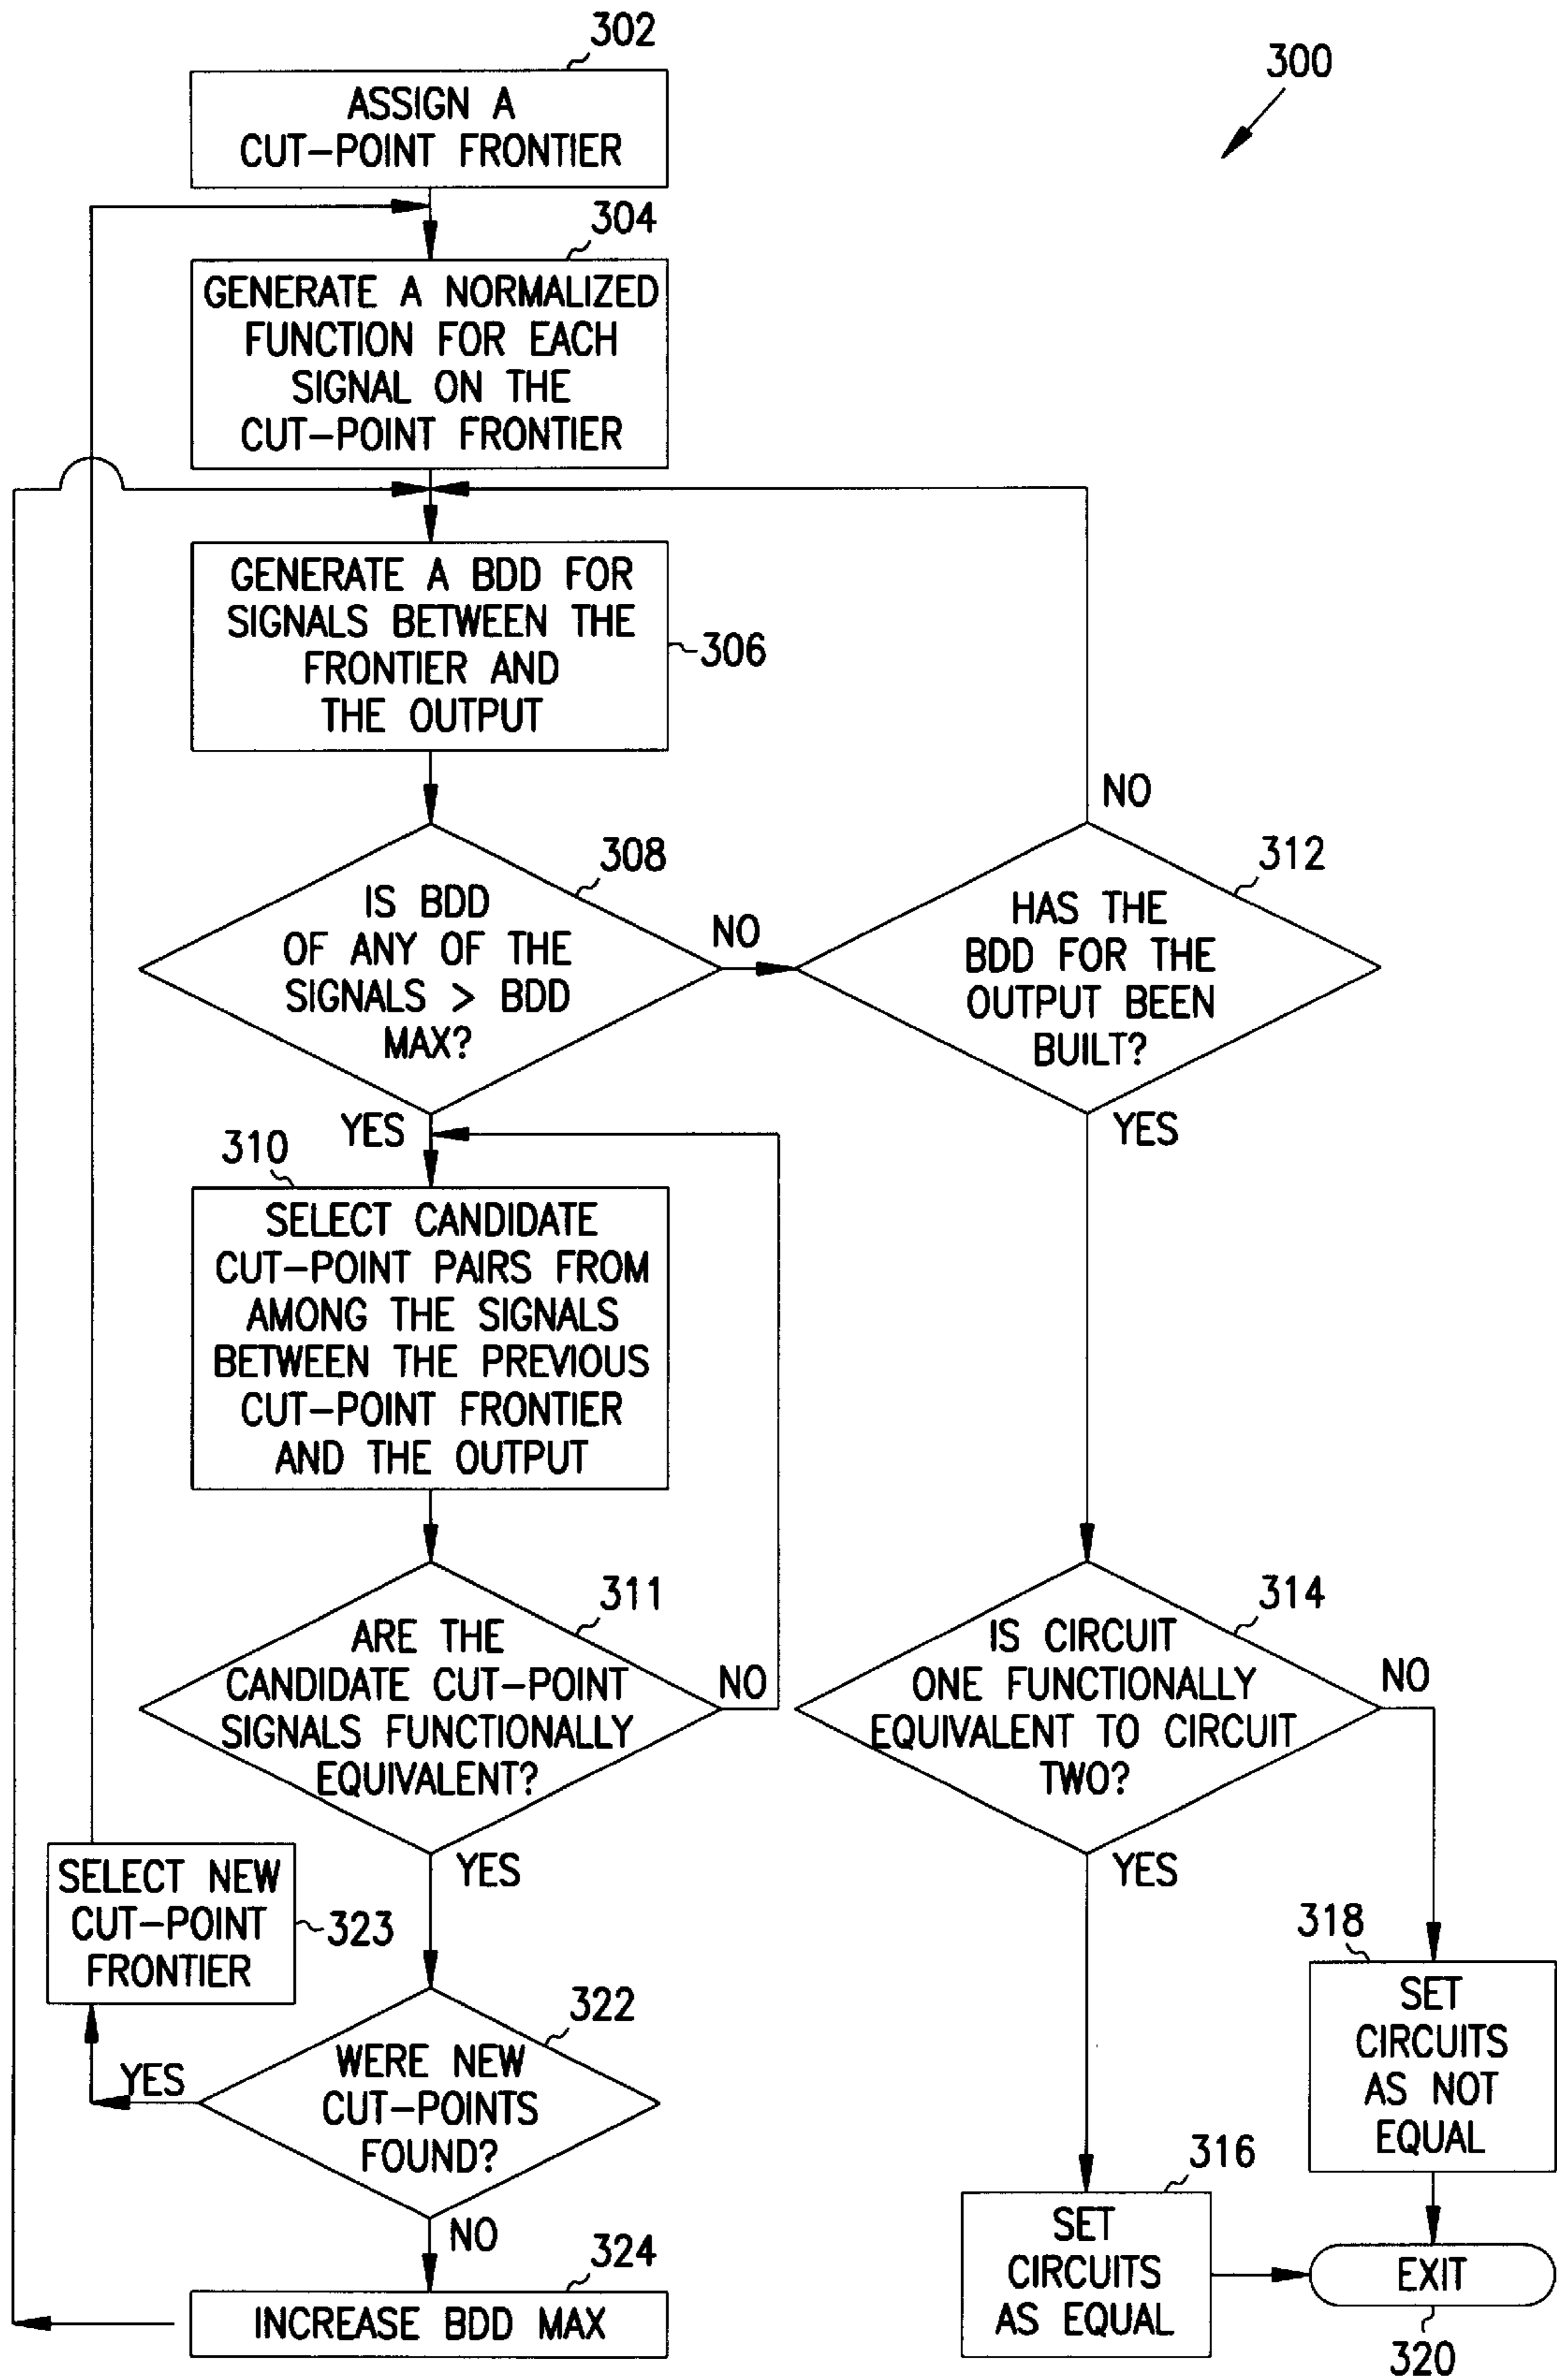 302
300
ASSIGN A
CUT-POINT FRONTIER
304
GENERATE A NORMALIZED
FUNCTION FOR EACH
SIGNAL ON THE
CUT-POINT FRONTIER
GENERATE A BDD FOR
SIGNALS BETWEEN THE
FRONTIER AND
THE OUTPUT
306
NO
308
IS BDD
OF ANY OF THE
SIGNALS > BDD
MAX?
NO
312
HAS THE
BDD FOR THE
OUTPUT BEEN
BUILT?
YES
YES
310
SELECT CANDIDATE
CUT-POINT PAIRS FROM
AMONG THE SIGNALS
BETWEEN THE PREVIOUS
CUT-POINT FRONTIER
AND THE OUTPUT
311
ARE THE
CANDIDATE CUT-POINT
SIGNALS FUNCTIONALLY
EQUIVALENT?
NO
314
IS CIRCUIT
ONE FUNCTIONALLY
EQUIVALENT TO CIRCUIT
TWO?
NO
YES
YES
SELECT NEW
CUT-POINT
FRONTIER
323
322
WERE NEW
CUT-POINTS
FOUND?
YES
NO
318
SET
CIRCUITS
AS NOT
EQUAL
316
SET
CIRCUITS
AS EQUAL
EXIT
320
324
INCREASE BDD MAX